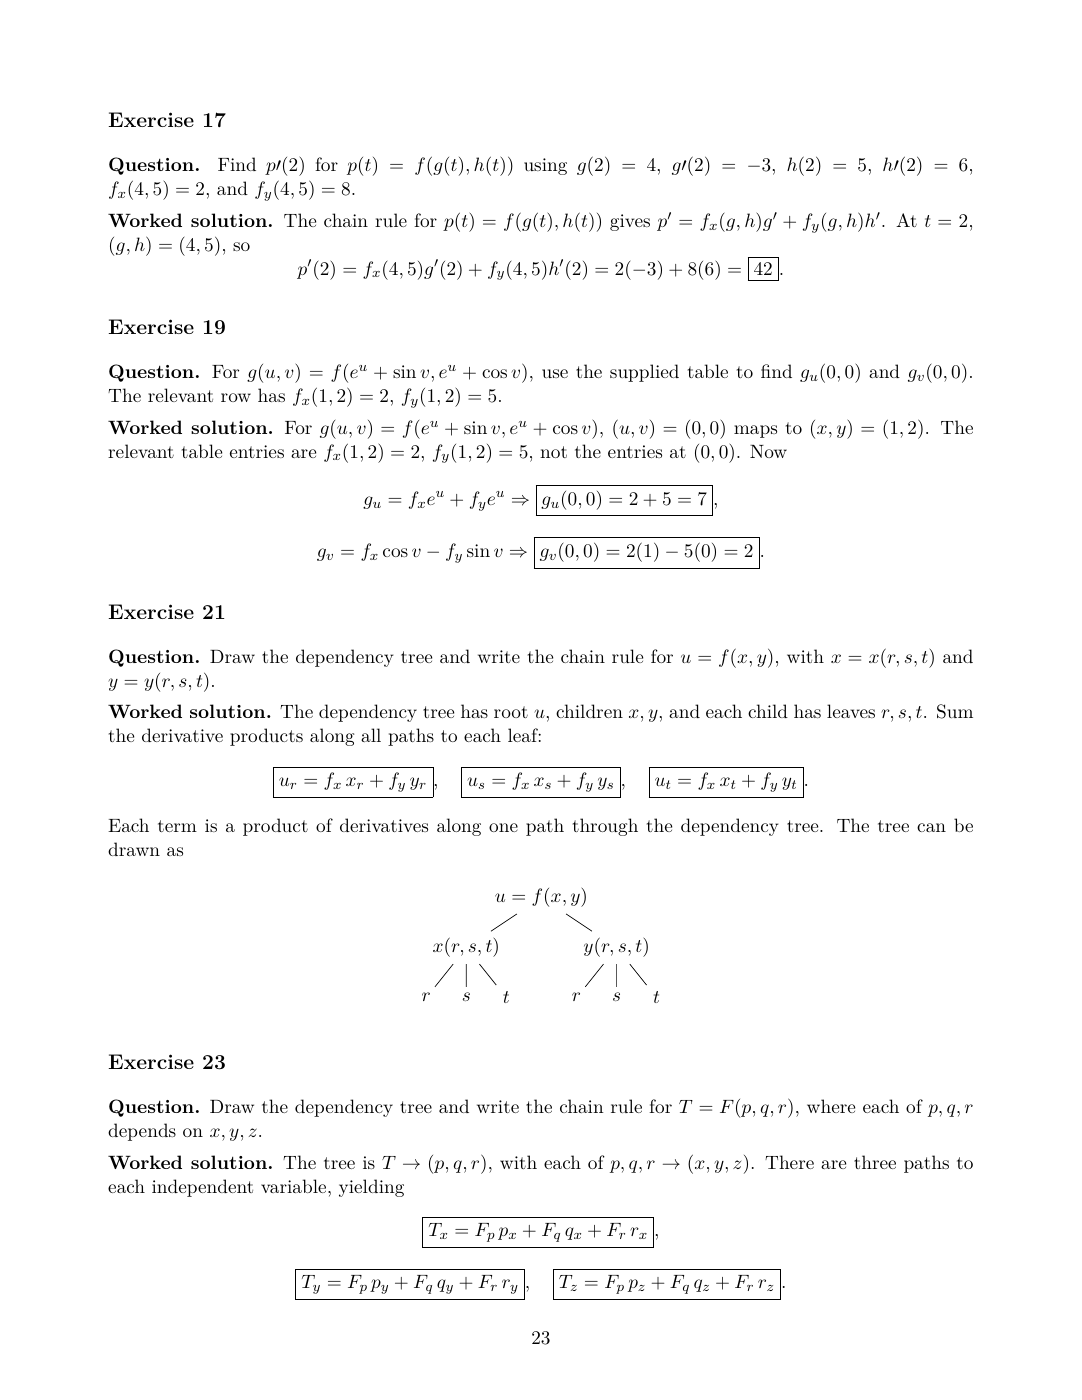 Exercise 17
Question. Find p′(2) for p(t) = f(g(t), h(t)) using g(2) = 4, g′(2) = −3, h(2) = 5, h′(2) = 6,
fₓ(4, 5) = 2, and f_y(4, 5) = 8.
Worked solution. The chain rule for p(t) = f(g(t), h(t)) gives p′ = fₓ(g, h)g′ + f_y(g, h)h′. At t = 2,
(g, h) = (4, 5), so
p′(2) = fₓ(4, 5)g′(2) + f_y(4, 5)h′(2) = 2(−3) + 8(6) = 42.
Exercise 19
Question. For g(u, v) = f(e^u + sin v, e^u + cos v), use the supplied table to find g_u(0, 0) and g_v(0, 0).
The relevant row has fₓ(1, 2) = 2, f_y(1, 2) = 5.
Worked solution. For g(u, v) = f(e^u + sin v, e^u + cos v), (u, v) = (0, 0) maps to (x, y) = (1, 2). The
relevant table entries are fₓ(1, 2) = 2, f_y(1, 2) = 5, not the entries at (0, 0). Now
g_u = fₓe^u + f_ye^u ⇒ g_u(0, 0) = 2 + 5 = 7,
g_v = fₓ cos v − f_y sin v ⇒ g_v(0, 0) = 2(1) − 5(0) = 2.
Exercise 21
Question. Draw the dependency tree and write the chain rule for u = f(x, y), with x = x(r, s, t) and
y = y(r, s, t).
Worked solution. The dependency tree has root u, children x, y, and each child has leaves r, s, t. Sum
the derivative products along all paths to each leaf:
u_r = f_x x_r + f_y y_r, u_s = f_x x_s + f_y y_s, u_t = f_x x_t + f_y y_t.
Each term is a product of derivatives along one path through the dependency tree. The tree can be
drawn as
u = f(x, y)
x(r, s, t) y(r, s, t)
r s t r s t
Exercise 23
Question. Draw the dependency tree and write the chain rule for T = F(p, q, r), where each of p, q, r
depends on x, y, z.
Worked solution. The tree is T → (p, q, r), with each of p, q, r → (x, y, z). There are three paths to
each independent variable, yielding
T_x = F_p p_x + F_q q_x + F_r r_x,
T_y = F_p p_y + F_q q_y + F_r r_y, T_z = F_p p_z + F_q q_z + F_r r_z.
23